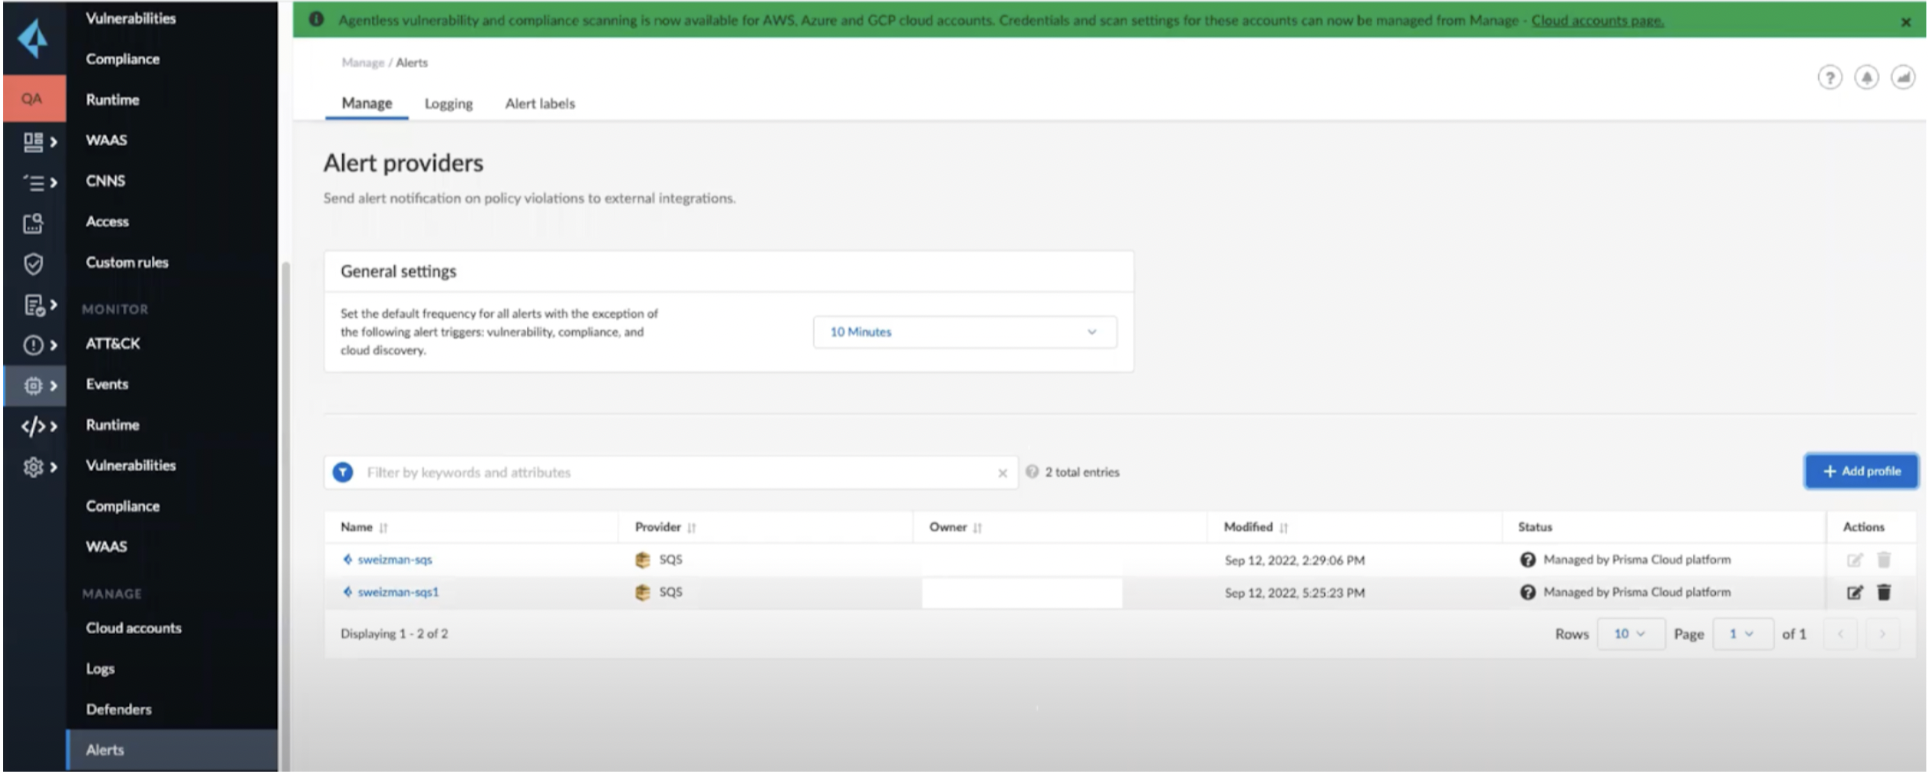 Agentless vulnerability and compliance scanning is now available for AWS, Azure and GCP cloud accounts. Credentials and scan settings for these accounts can now be managed from Manage - Cloud accounts page.
QA
Vulnerabilities
Compliance
Runtime
WAAS
CNNS
Access
Custom rules
MONITOR
ATT&CK
Events
Runtime
Vulnerabilities
Compliance
WAAS
MANAGE
Cloud accounts
Logs
Defenders
Alerts
Manage / Alerts
Manage Logging Alert labels
Alert providers
Send alert notification on policy violations to external integrations.
General settings
Set the default frequency for all alerts with the exception of
the following alert triggers: vulnerability, compliance, and
cloud discovery.
10 Minutes
Filter by keywords and attributes
2 total entries
+ Add profile
Name Provider Owner Modified Status Actions
sweizman-sqs SQS Sep 12, 2022, 2:29:06 PM Managed by Prisma Cloud platform
sweizman-sqs1 SQS Sep 12, 2022, 5:25:23 PM Managed by Prisma Cloud platform
Displaying 1 - 2 of 2
Rows 10 Page 1 of 1